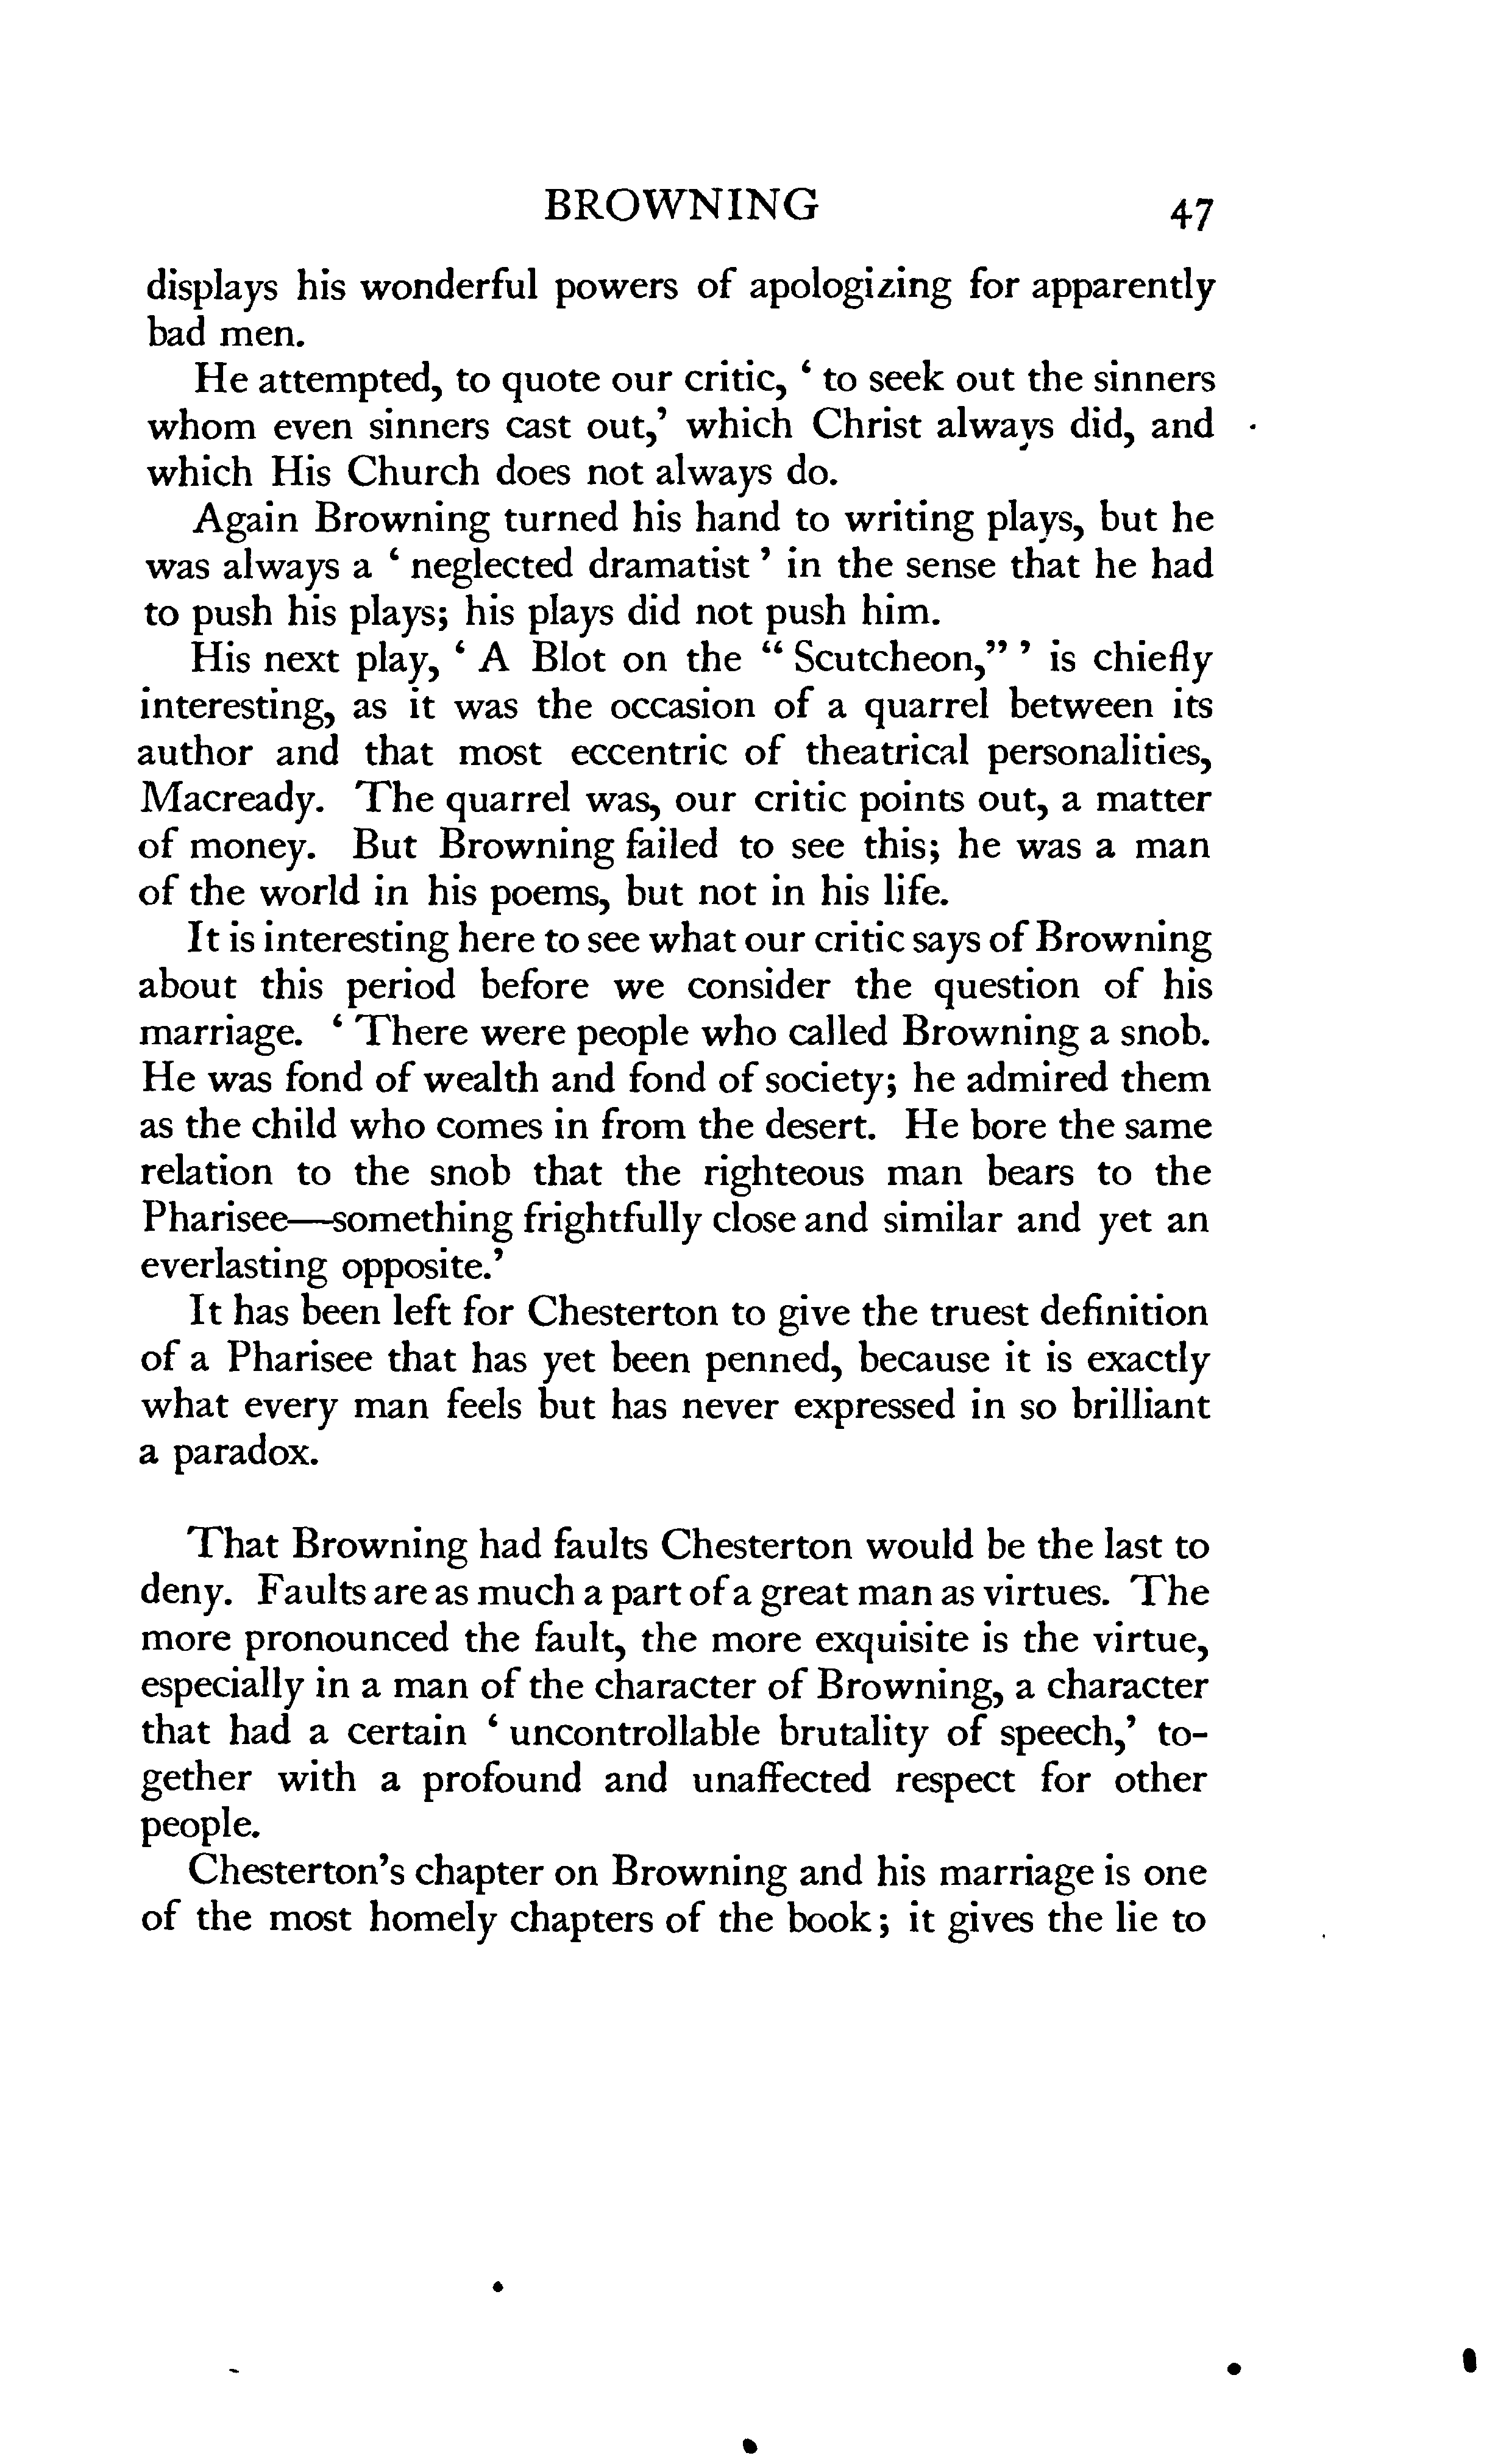 BROWNING 47
displays his wonderful powers of apologizing for apparently
bad men.
He attempted, to quote our critic, ‘ to seek out the sinners
whom even sinners cast out,’ which Christ always did, and
which His Church does not always do.
Again Browning turned his hand to writing plays, but he
was always a ‘ neglected dramatist ’ in the sense that he had
to push his plays; his plays did not push him.
His next play, ‘ A Blot on the “ Scutcheon,” ’ is chiefly
interesting, as it was the occasion of a quarrel between its
author and that most eccentric of theatrical personalities,
Macready. The quarrel was, our critic points out, a matter
of money. But Browning failed to see this; he was a man
of the world in his poems, but not in his life.
It is interesting here to see what our critic says of Browning
about this period before we consider the question of his
marriage. ‘ There were people who called Browning a snob.
He was fond of wealth and fond of society; he admired them
as the child who comes in from the desert. He bore the same
relation to the snob that the righteous man bears to the
Pharisee—something frightfully close and similar and yet an
everlasting opposite.’
It has been left for Chesterton to give the truest definition
of a Pharisee that has yet been penned, because it is exactly
what every man feels but has never expressed in so brilliant
a paradox.
That Browning had faults Chesterton would be the last to
deny. Faults are as much a part of a great man as virtues. The
more pronounced the fault, the more exquisite is the virtue,
especially in a man of the character of Browning, a character
that had a certain ‘ uncontrollable brutality of speech,’ to-
gether with a profound and unaffected respect for other
people.
Chesterton’s chapter on Browning and his marriage is one
of the most homely chapters of the book; it gives the lie to